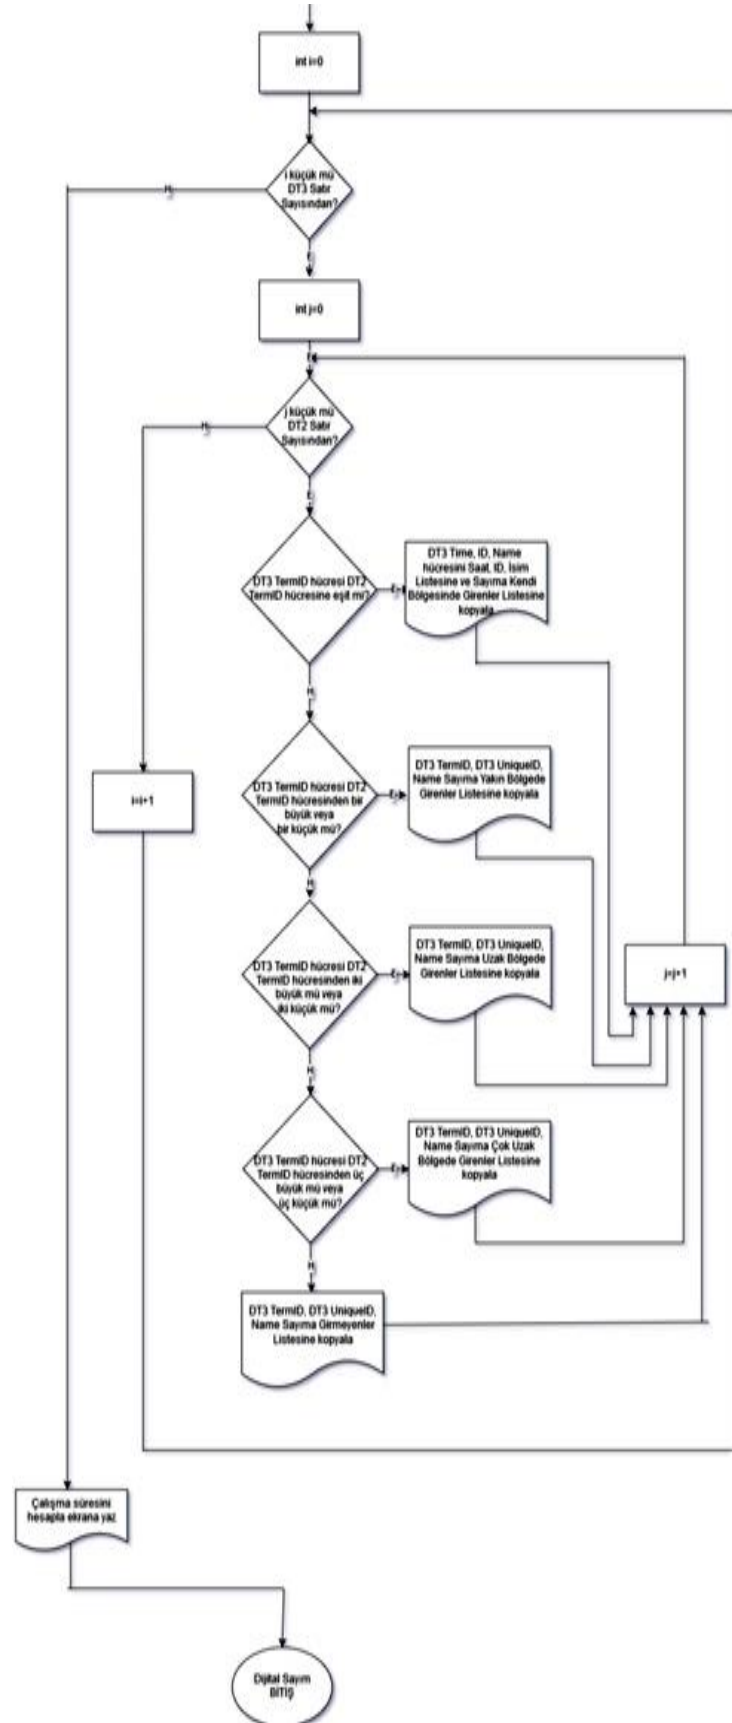 int i=0
i küçük mü
DT3 Satır
Sayısından?
H
E
int j=0
j küçük mü
DT2 Satır
Sayısından?
H
E
DT3 TermID hücresi DT2
TermID hücresine eşit mi?
E
DT3 Time, ID, Name
hücresini Saat, ID, İsim
Listesine ve Sayıma Kendi
Bölgesinde Girenler Listesine
kopyala
H
i=i+1
DT3 TermID hücresi DT2
TermID hücresinden bir
büyük veya
bir küçük mü?
E
DT3 TermID, DT3 UniqueID,
Name Sayıma Yakın Bölgede
Girenler Listesine kopyala
H
DT3 TermID hücresi DT2
TermID hücresinden iki
büyük mü veya
iki küçük mü?
E
DT3 TermID, DT3 UniqueID,
Name Sayıma Uzak Bölgede
Girenler Listesine kopyala
j=j+1
H
DT3 TermID hücresi DT2
TermID hücresinden üç
büyük mü veya
üç küçük mü?
E
DT3 TermID, DT3 UniqueID,
Name Sayıma Çok Uzak
Bölgede Girenler Listesine
kopyala
H
DT3 TermID, DT3 UniqueID,
Name Sayıma Girmeyenler
Listesine kopyala
Çalışma süresini
hesapla ekrana yaz
Dijital Sayım
BİTİŞ